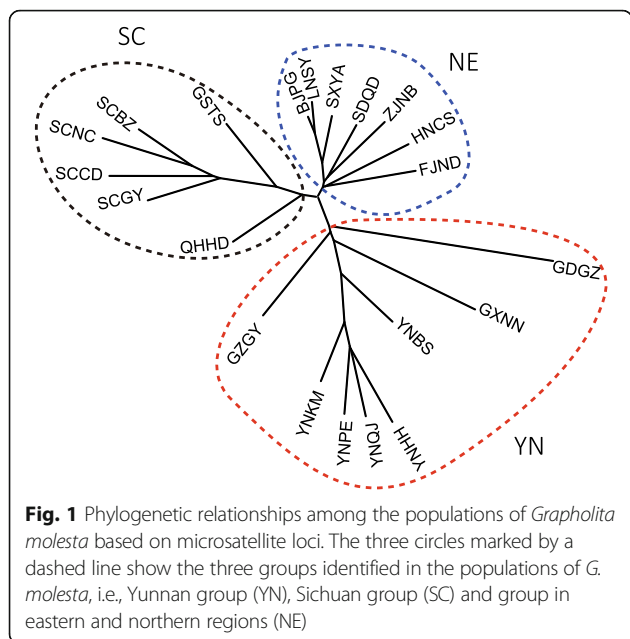 SC
NE
BJPG
LNSY
SXYA
SDQD
ZJNB
HNCS
FJND
GSTS
SCBZ
SCNC
SCCD
SCGY
QHHD
GDGZ
GXNN
YNBS
GZGY
YNKM
YNPE
YNQJ
YNHH
YN
Fig. 1 Phylogenetic relationships among the populations of Grapholita
molesta based on microsatellite loci. The three circles marked by a
dashed line show the three groups identified in the populations of G.
molesta, i.e., Yunnan group (YN), Sichuan group (SC) and group in
eastern and northern regions (NE)